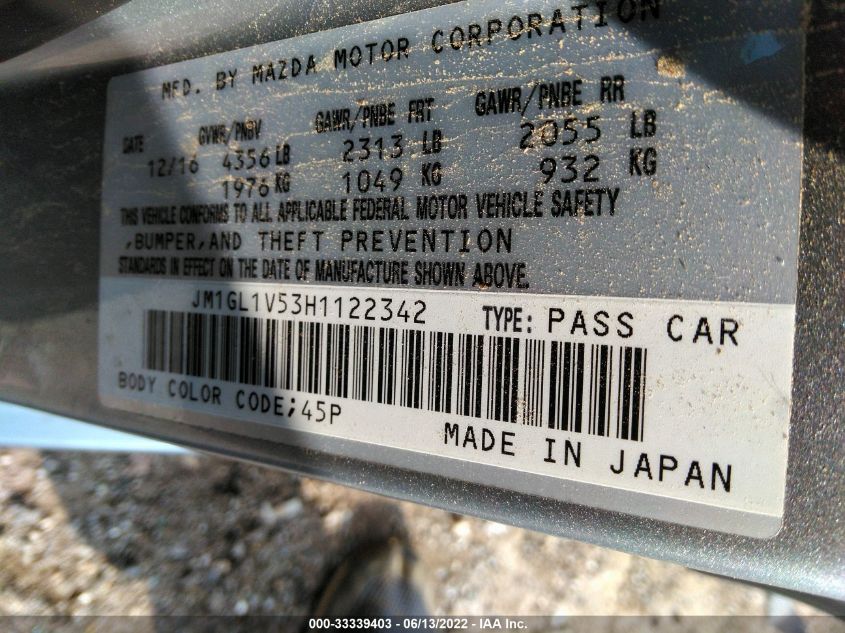 MFD. BY MAZDA MOTOR CORPORATION
DATE GVWR/PNBV GAWR/PNBE FRT GAWR/PNBE RR
12/16 4356 LB 2313 LB 2055 LB
1976 KG 1049 KG 932 KG
THIS VEHICLE CONFORMS TO ALL APPLICABLE FEDERAL MOTOR VEHICLE SAFETY
,BUMPER,AND THEFT PREVENTION
STANDARDS IN EFFECT ON THE DATE OF MANUFACTURE SHOWN ABOVE.
JM1GL1V53H1122342 TYPE: PASS CAR
BODY COLOR CODE;45P
MADE IN JAPAN
000-33339403 - 06/13/2022 - IAA Inc.